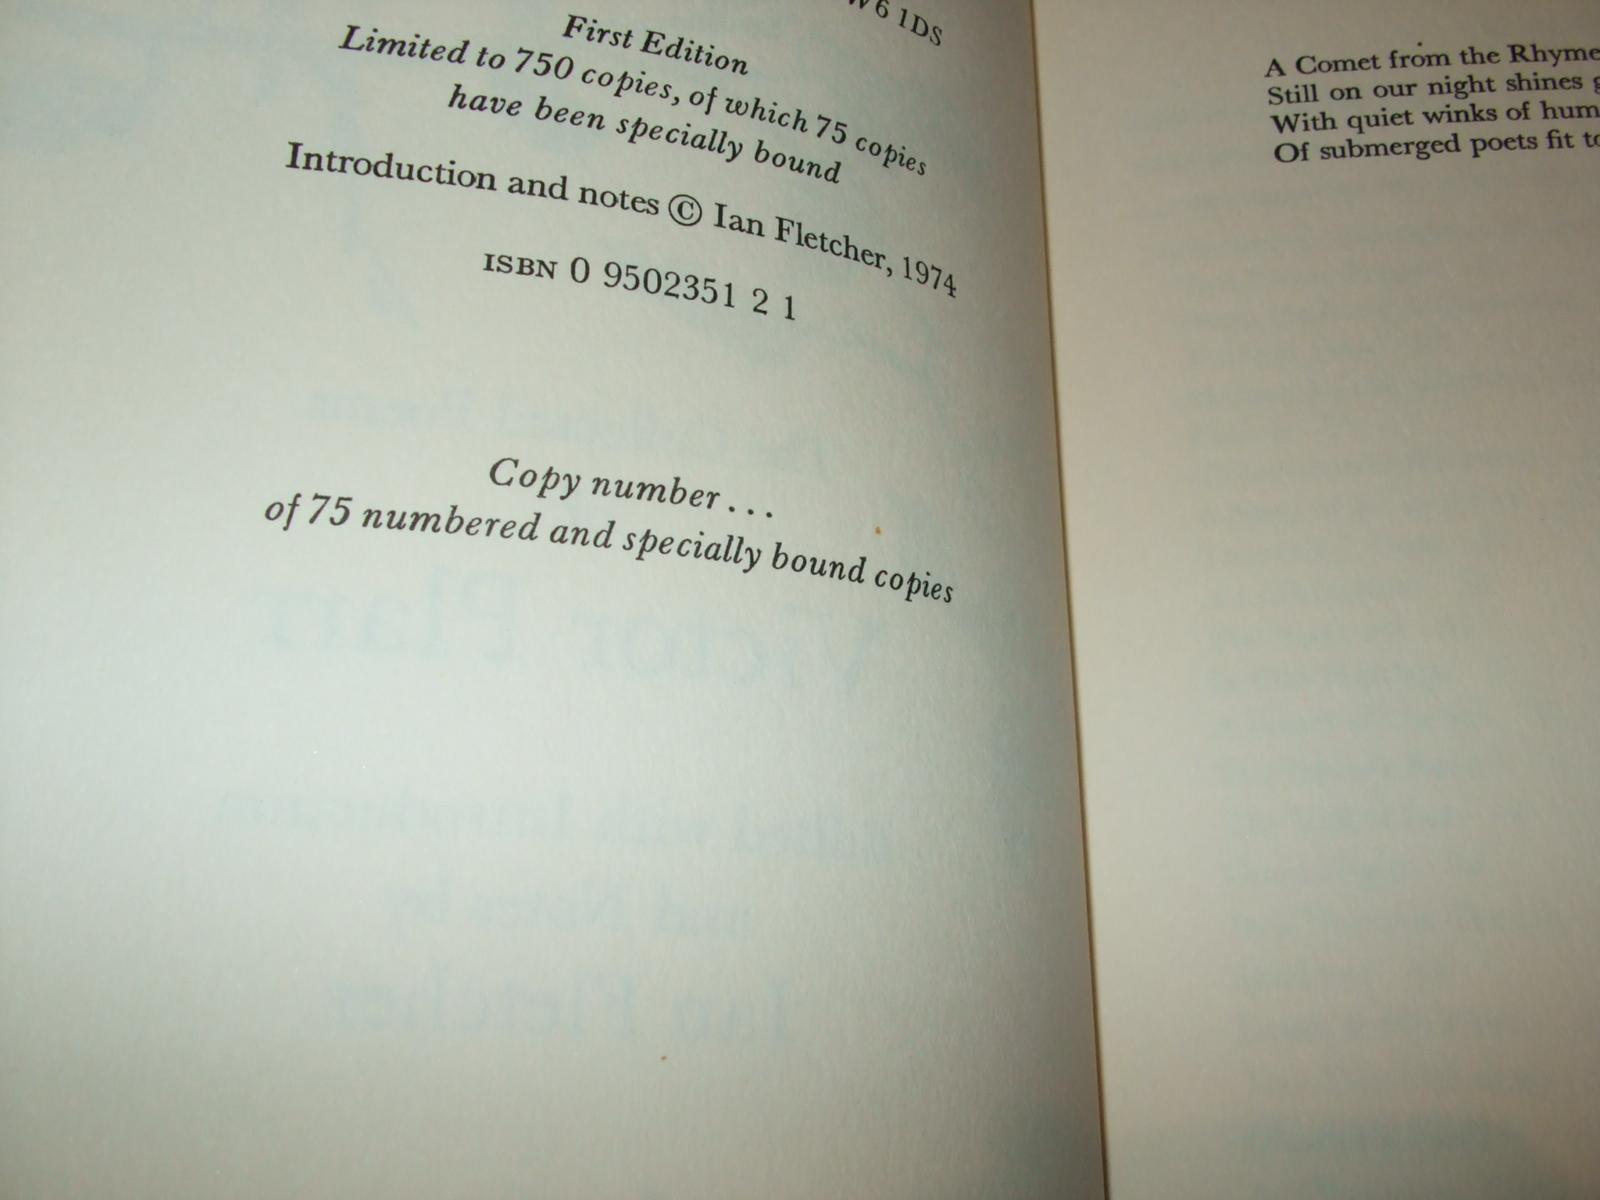 W6 1DS
First Edition
Limited to 750 copies, of which 75 copies
have been specially bound
Introduction and notes © Ian Fletcher, 1974
ISBN 0 9502351 2 1
Copy number . . .
of 75 numbered and specially bound copies
A Comet from the Rhyme
Still on our night shines
With quiet winks of hum
Of submerged poets fit to